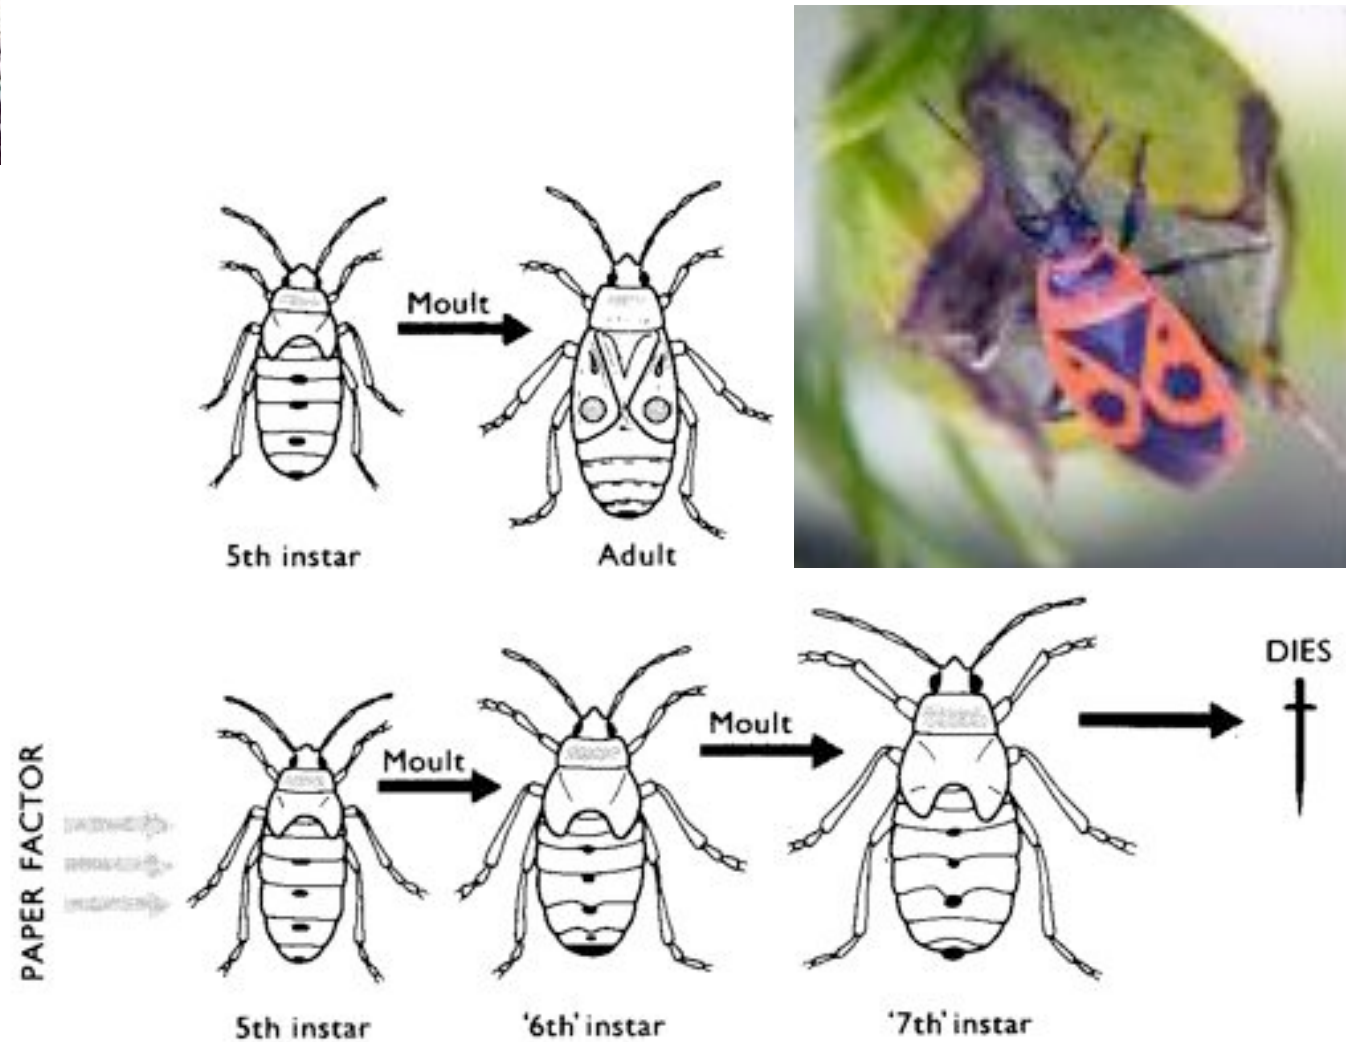 Moult
5th instar
Adult
PAPER FACTOR
Moult
Moult
DIES
5th instar
'6th' instar
'7th' instar